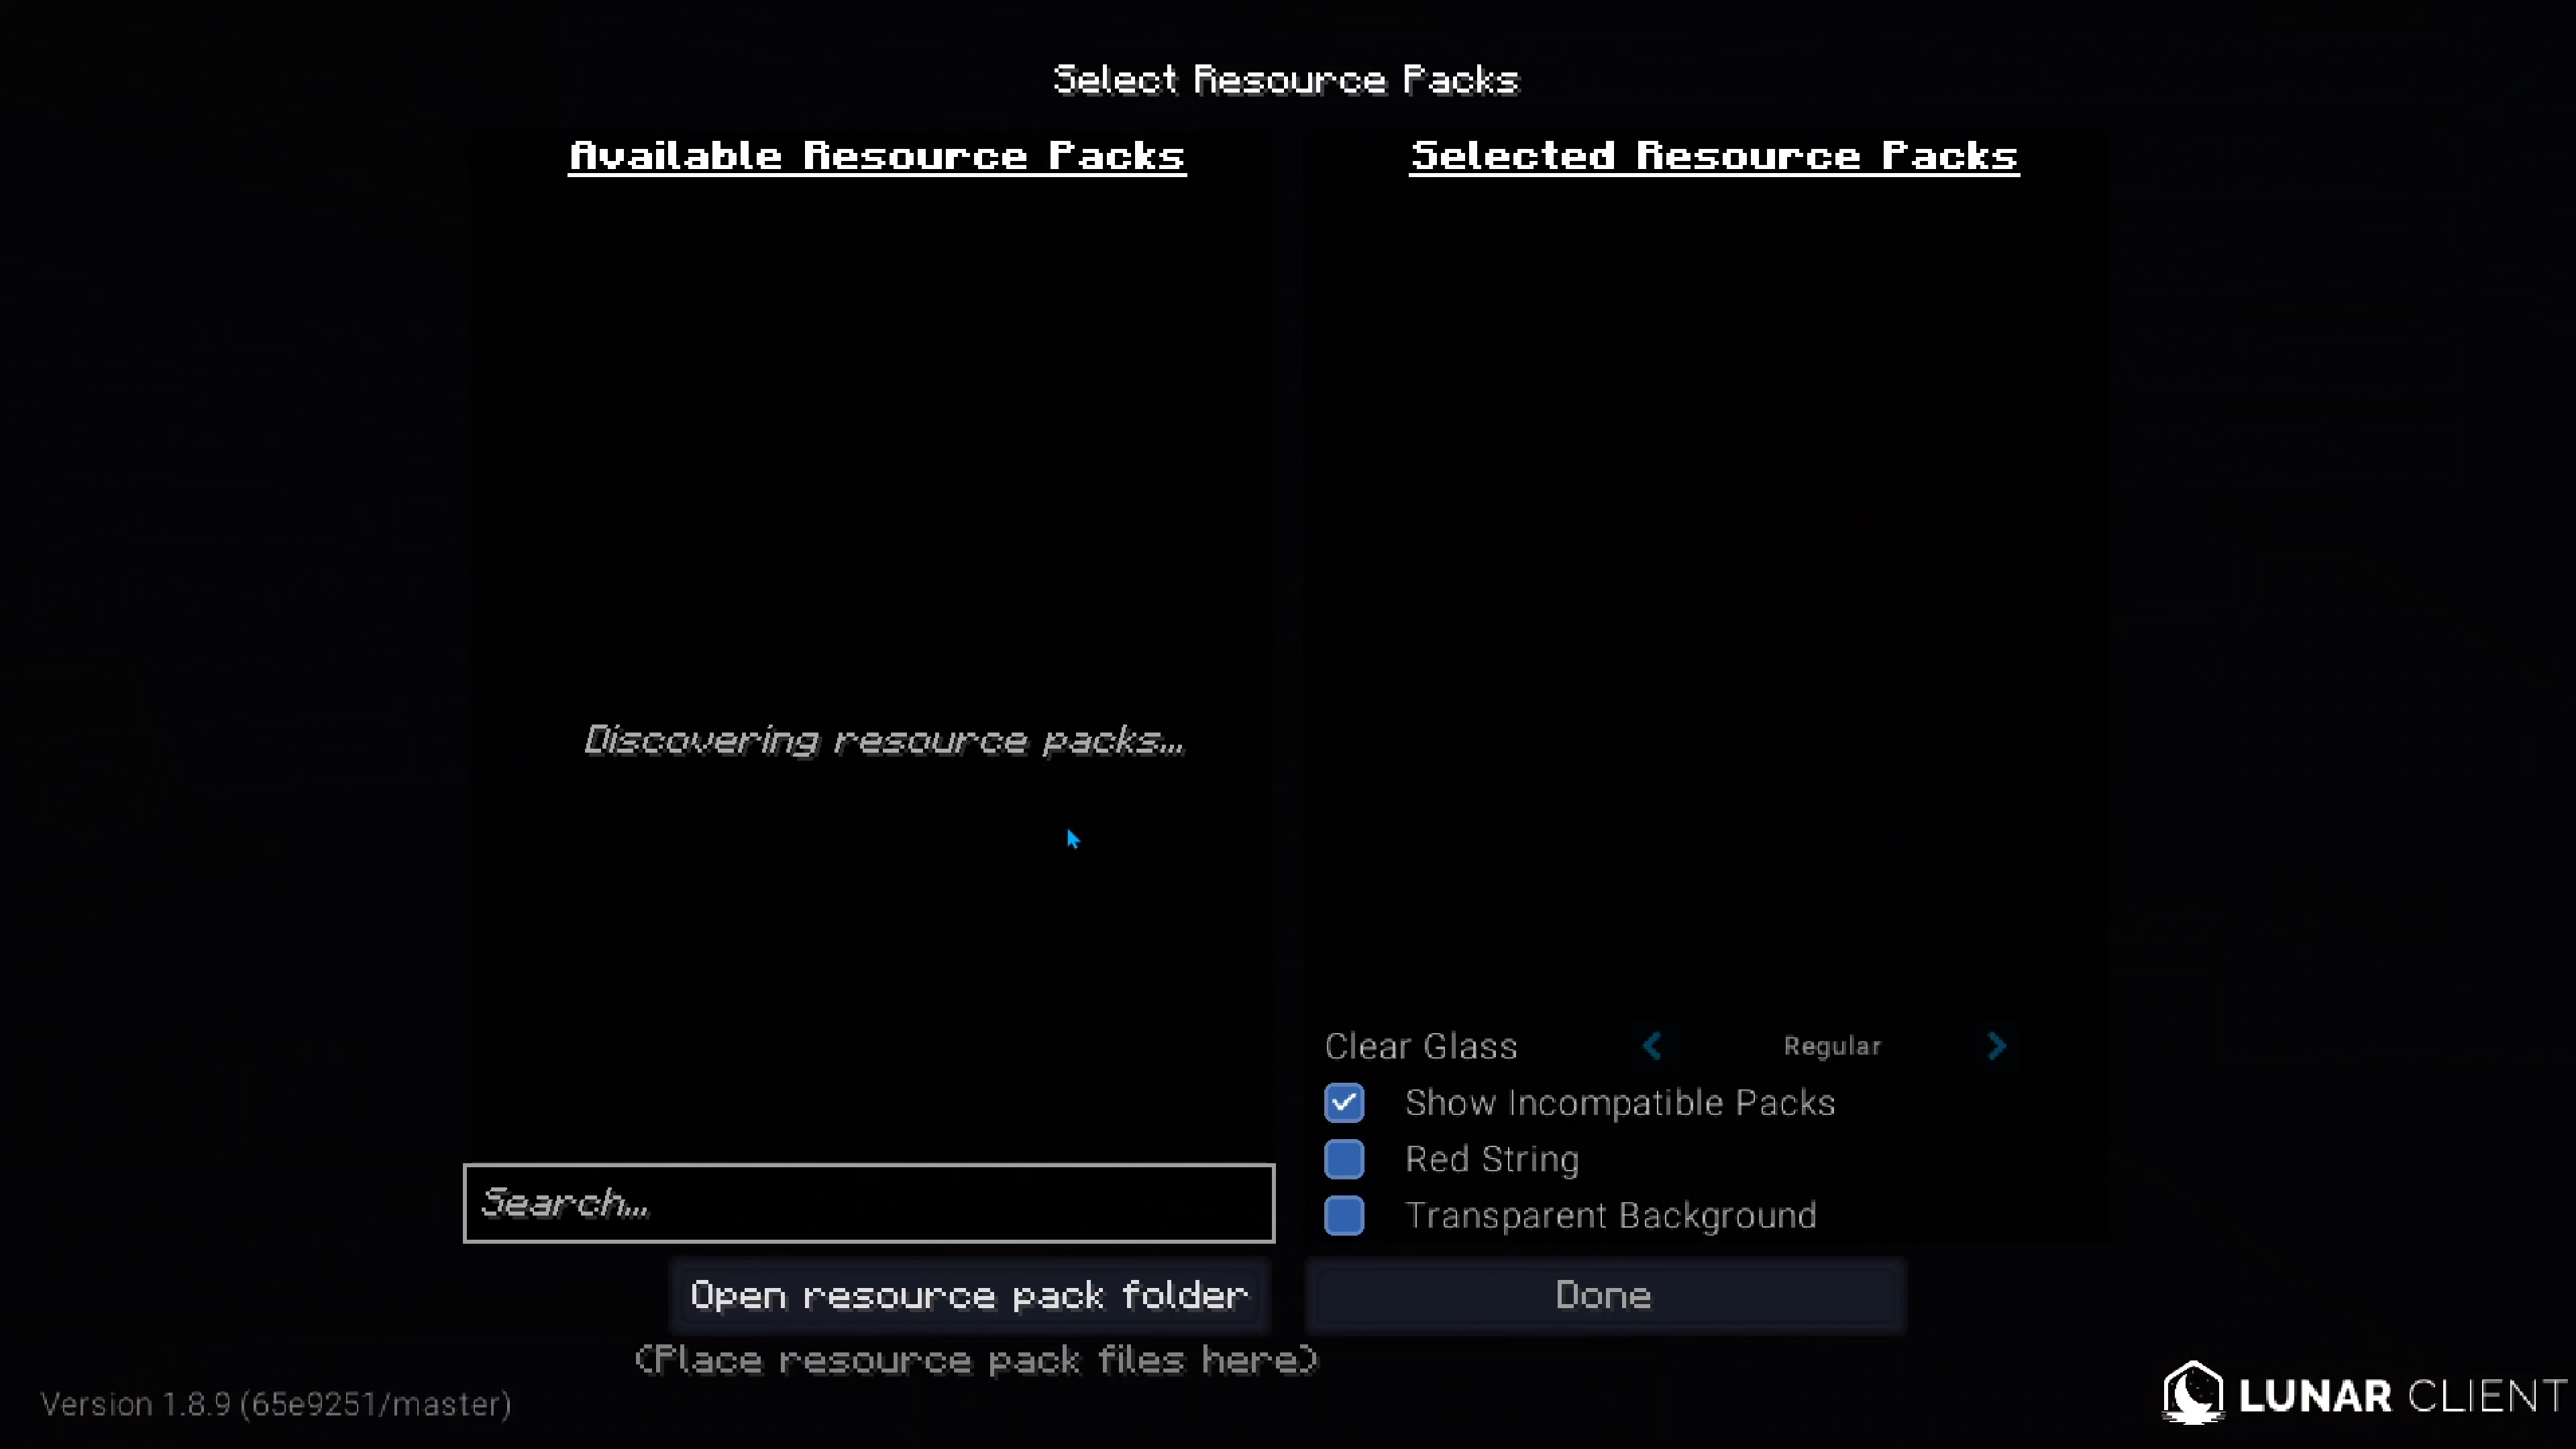 Select Resource Packs
Available Resource Packs
Selected Resource Packs
Discovering resource packs...
Clear Glass
Regular
Show Incompatible Packs
Red String
Transparent Background
Search...
Open resource pack folder
Done
(Place resource pack files here)
Version 1.8.9 (65e9251/master)
LUNAR CLIENT